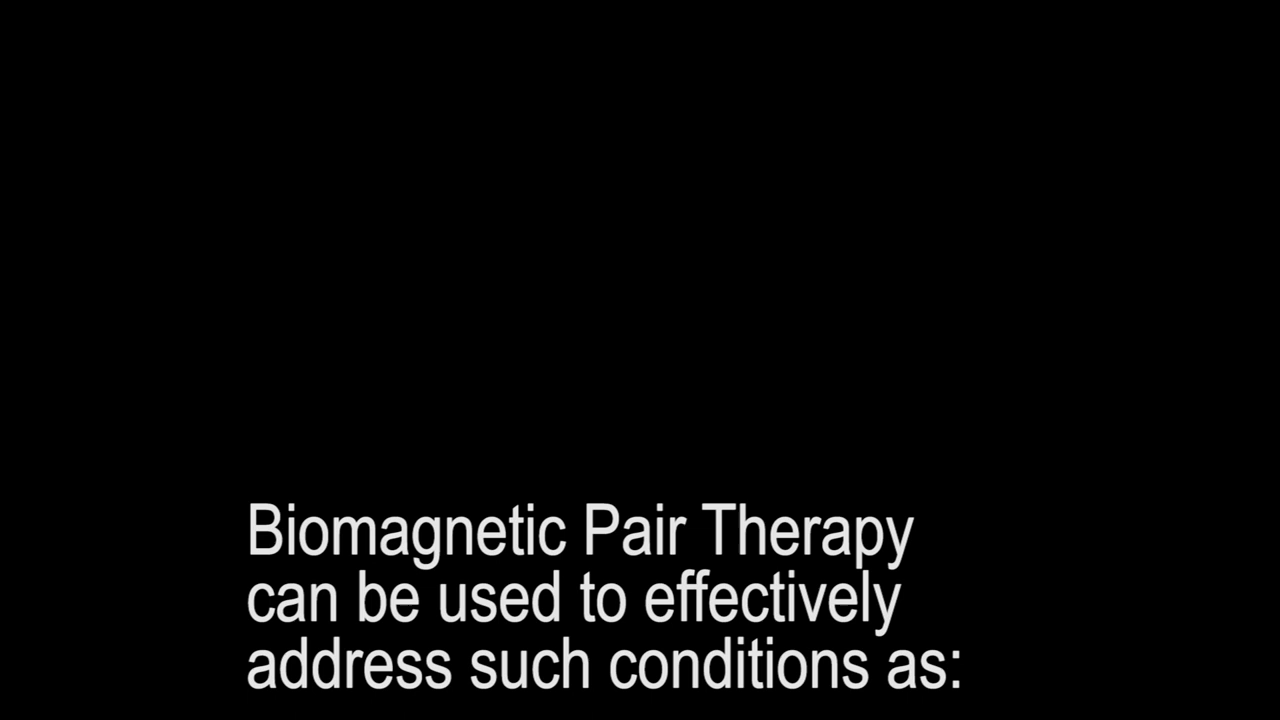 Biomagnetic Pair Therapy
can be used to effectively
address such conditions as: